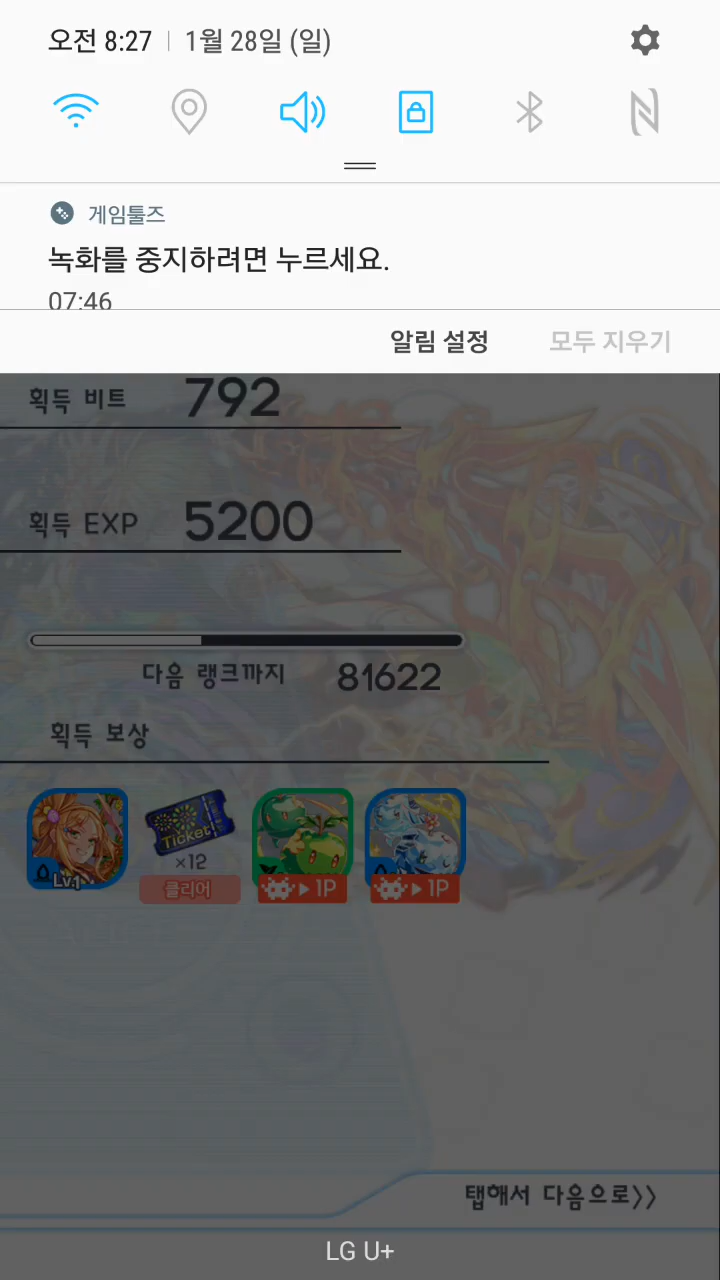 오전 8:27 | 1월 28일 (일)
게임툴즈
녹화를 중지하려면 누르세요.
07:46
알림 설정 모두 지우기
획득 비트 792
획득 EXP 5200
다음 랭크까지 81622
획득 보상
Ticket
Lv.1 ×12
클리어 ▶1P ▶1P
탭해서 다음으로》
LG U+